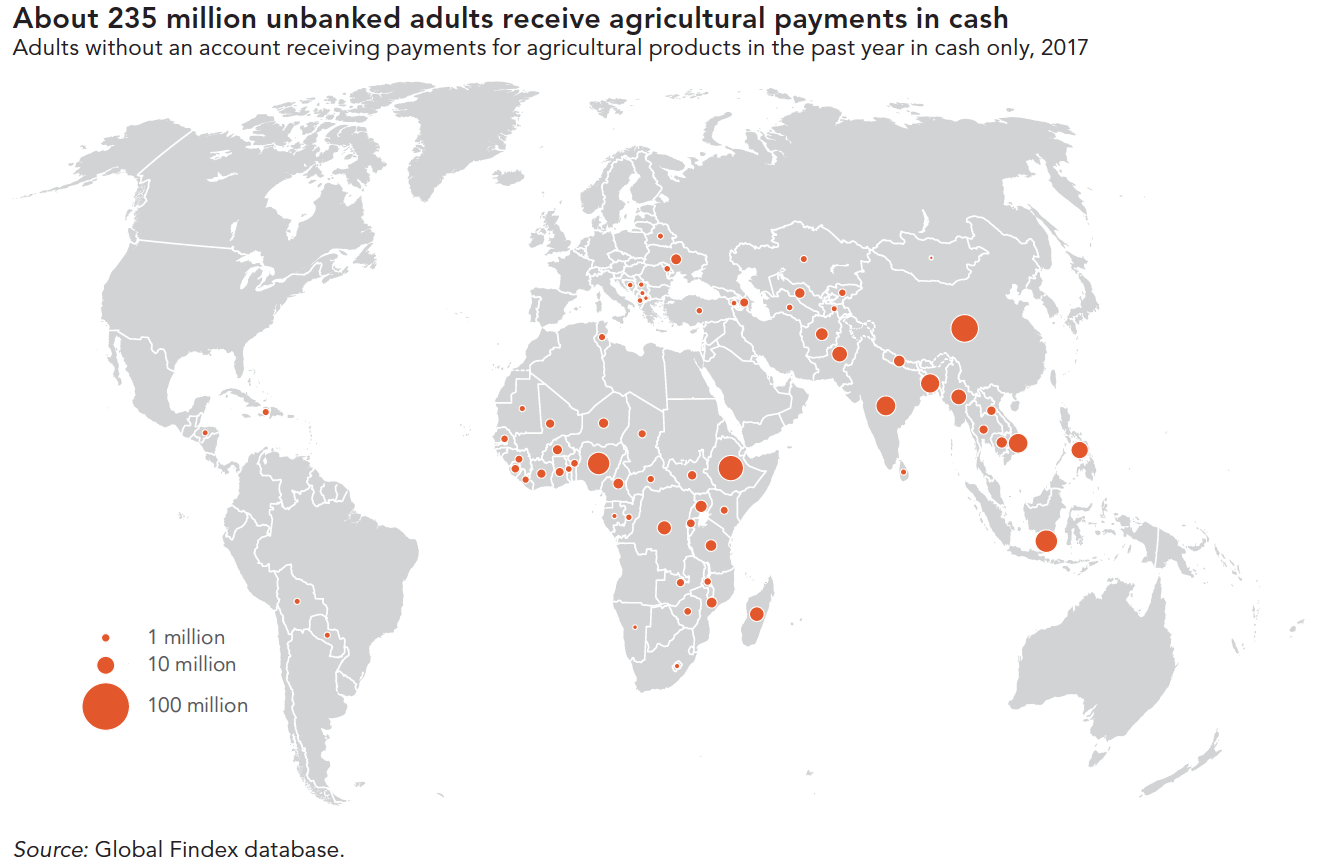 About 235 million unbanked adults receive agricultural payments in cash
Adults without an account receiving payments for agricultural products in the past year in cash only, 2017
1 million
10 million
100 million
Source: Global Findex database.